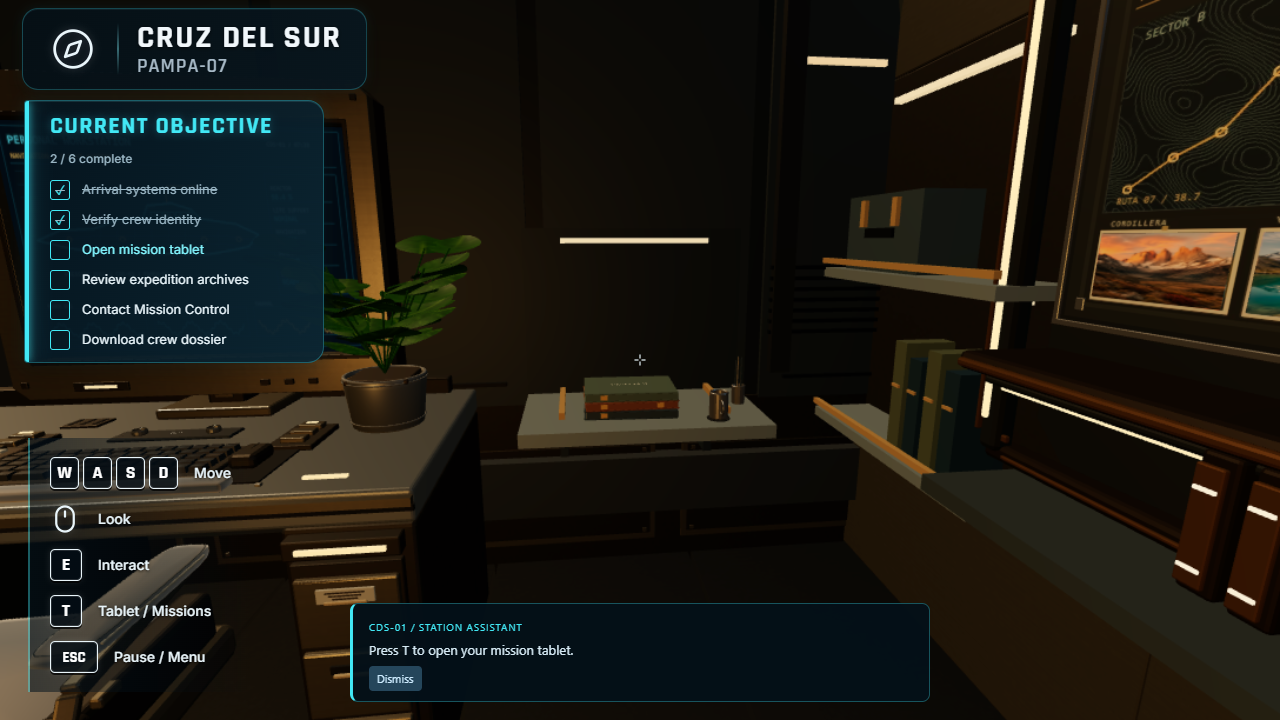 CRUZ DEL SUR
PAMPA-07
CURRENT OBJECTIVE
2 / 6 complete
Arrival systems online
Verify crew identity
Open mission tablet
Review expedition archives
Contact Mission Control
Download crew dossier
W A S D Move
Look
E Interact
T Tablet / Missions
ESC Pause / Menu
CDS-01 / STATION ASSISTANT
Press T to open your mission tablet.
Dismiss
SECTOR B
RUTA 07 / 38.7
CORDILLERA